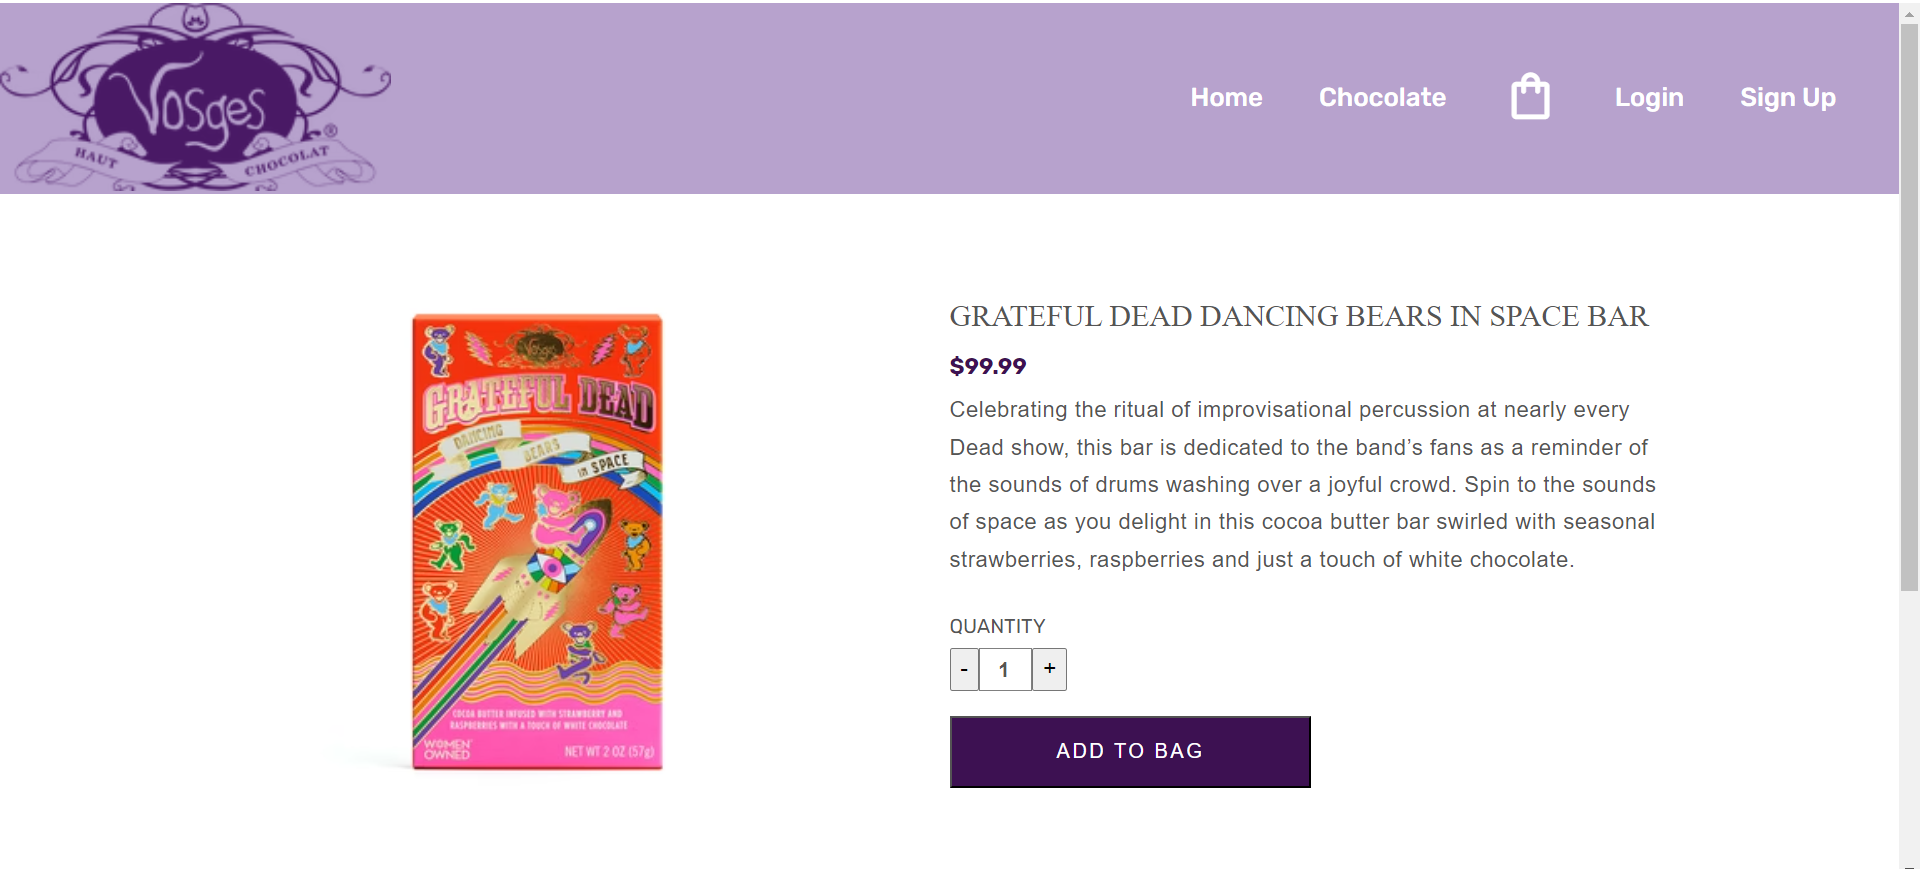 Vosges
®
HAUT CHOCOLAT
Home
Chocolate
Login
Sign Up
Vosges
GRATEFUL DEAD
DANCING
BEARS
IN SPACE
COCOA BUTTER INFUSED WITH STRAWBERRY AND
RASPBERRIES WITH A TOUCH OF WHITE CHOCOLATE
WOMEN
OWNED
NET WT 2 OZ (57g)
GRATEFUL DEAD DANCING BEARS IN SPACE BAR
$99.99
Celebrating the ritual of improvisational percussion at nearly every
Dead show, this bar is dedicated to the band’s fans as a reminder of
the sounds of drums washing over a joyful crowd. Spin to the sounds
of space as you delight in this cocoa butter bar swirled with seasonal
strawberries, raspberries and just a touch of white chocolate.
QUANTITY
- 1 +
ADD TO BAG